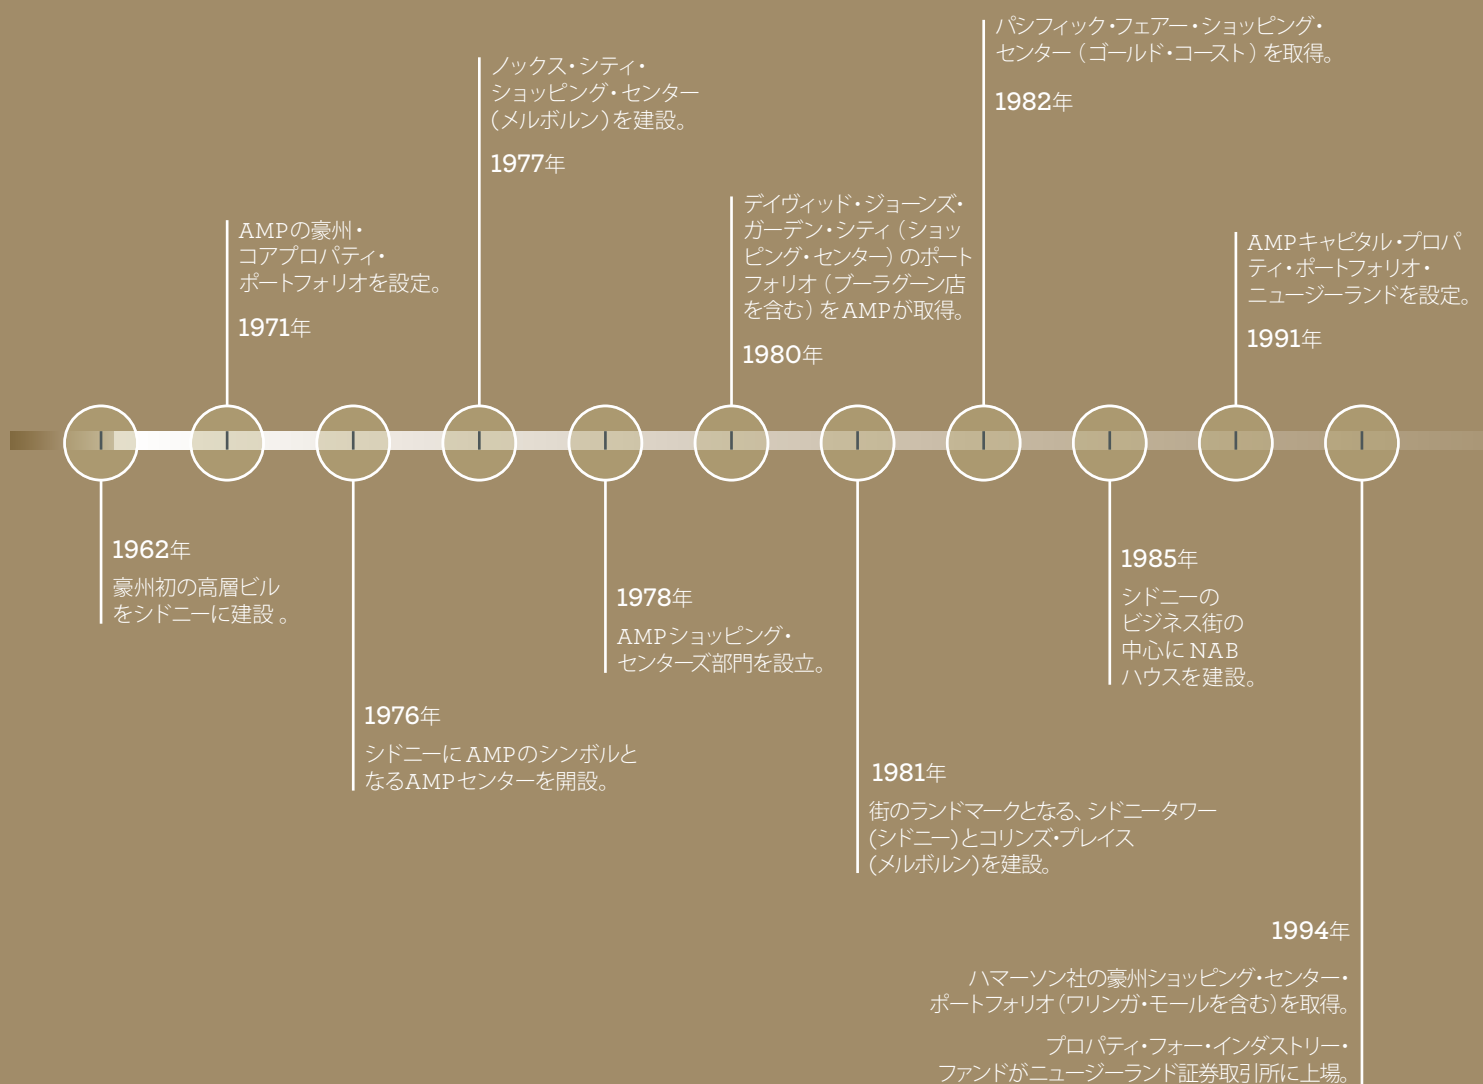 パシフィック・フェアー・ショッピング・
センター（ゴールド・コースト）を取得。
1982年
ノックス・シティ・
ショッピング・センター
（メルボルン）を建設。
1977年
デイヴィッド・ジョーンズ・
ガーデン・シティ（ショッ
ピング・センター）のポート
フォリオ（ブーラグーン店
を含む）をAMPが取得。
1980年
AMPの豪州・
コアプロパティ・
ポートフォリオを設定。
1971年
AMPキャピタル・プロパ
ティ・ポートフォリオ・
ニュージーランドを設定。
1991年
1962年
豪州初の高層ビル
をシドニーに建設。
1976年
シドニーにAMPのシンボルと
なるAMPセンターを開設。
1978年
AMPショッピング・
センターズ部門を設立。
1981年
街のランドマークとなる、シドニータワー
(シドニー)とコリンズ・プレイス
(メルボルン)を建設。
1985年
シドニーの
ビジネス街の
中心に NAB
ハウスを建設。
1994年
ハマーソン社の豪州ショッピング・センター・
ポートフォリオ（ワリンガ・モールを含む）を取得。
プロパティ・フォー・インダストリー・
ファンドがニュージーランド証券取引所に上場。